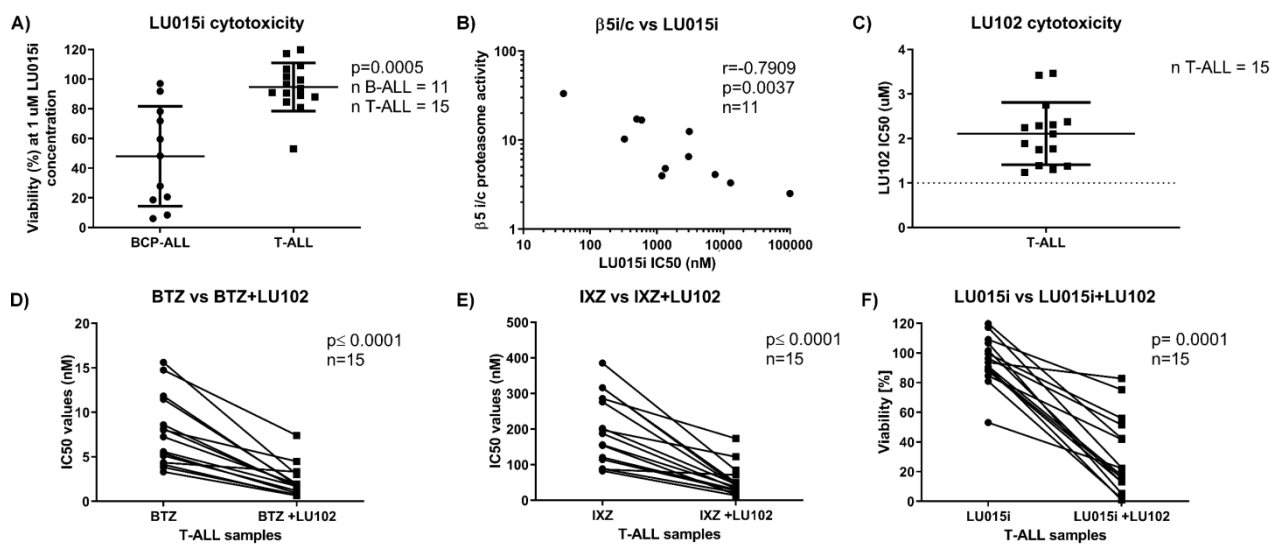 A)
LU015i cytotoxicity
Viability (%) at 1 uM LU015i
concentration
120
100
80
60
40
20
0
BCP-ALL
T-ALL
p=0.0005
n B-ALL = 11
n T-ALL = 15
B)
β5i/c vs LU015i
β5 i/c proteasome activity
100
10
1
10
100
1000
10000
100000
LU015i IC50 (nM)
r=-0.7909
p=0.0037
n=11
C)
LU102 cytotoxicity
LU102 IC50 (uM)
4
3
2
1
0
T-ALL
n T-ALL = 15
D)
BTZ vs BTZ+LU102
IC50 values (nM)
20
15
10
5
0
BTZ
BTZ +LU102
T-ALL samples
p≤ 0.0001
n=15
E)
IXZ vs IXZ+LU102
IC50 values (nM)
500
400
300
200
100
0
IXZ
IXZ +LU102
T-ALL samples
p≤ 0.0001
n=15
F)
LU015i vs LU015i+LU102
Viability [%]
120
100
80
60
40
20
0
LU015i
LU015i +LU102
T-ALL samples
p= 0.0001
n=15